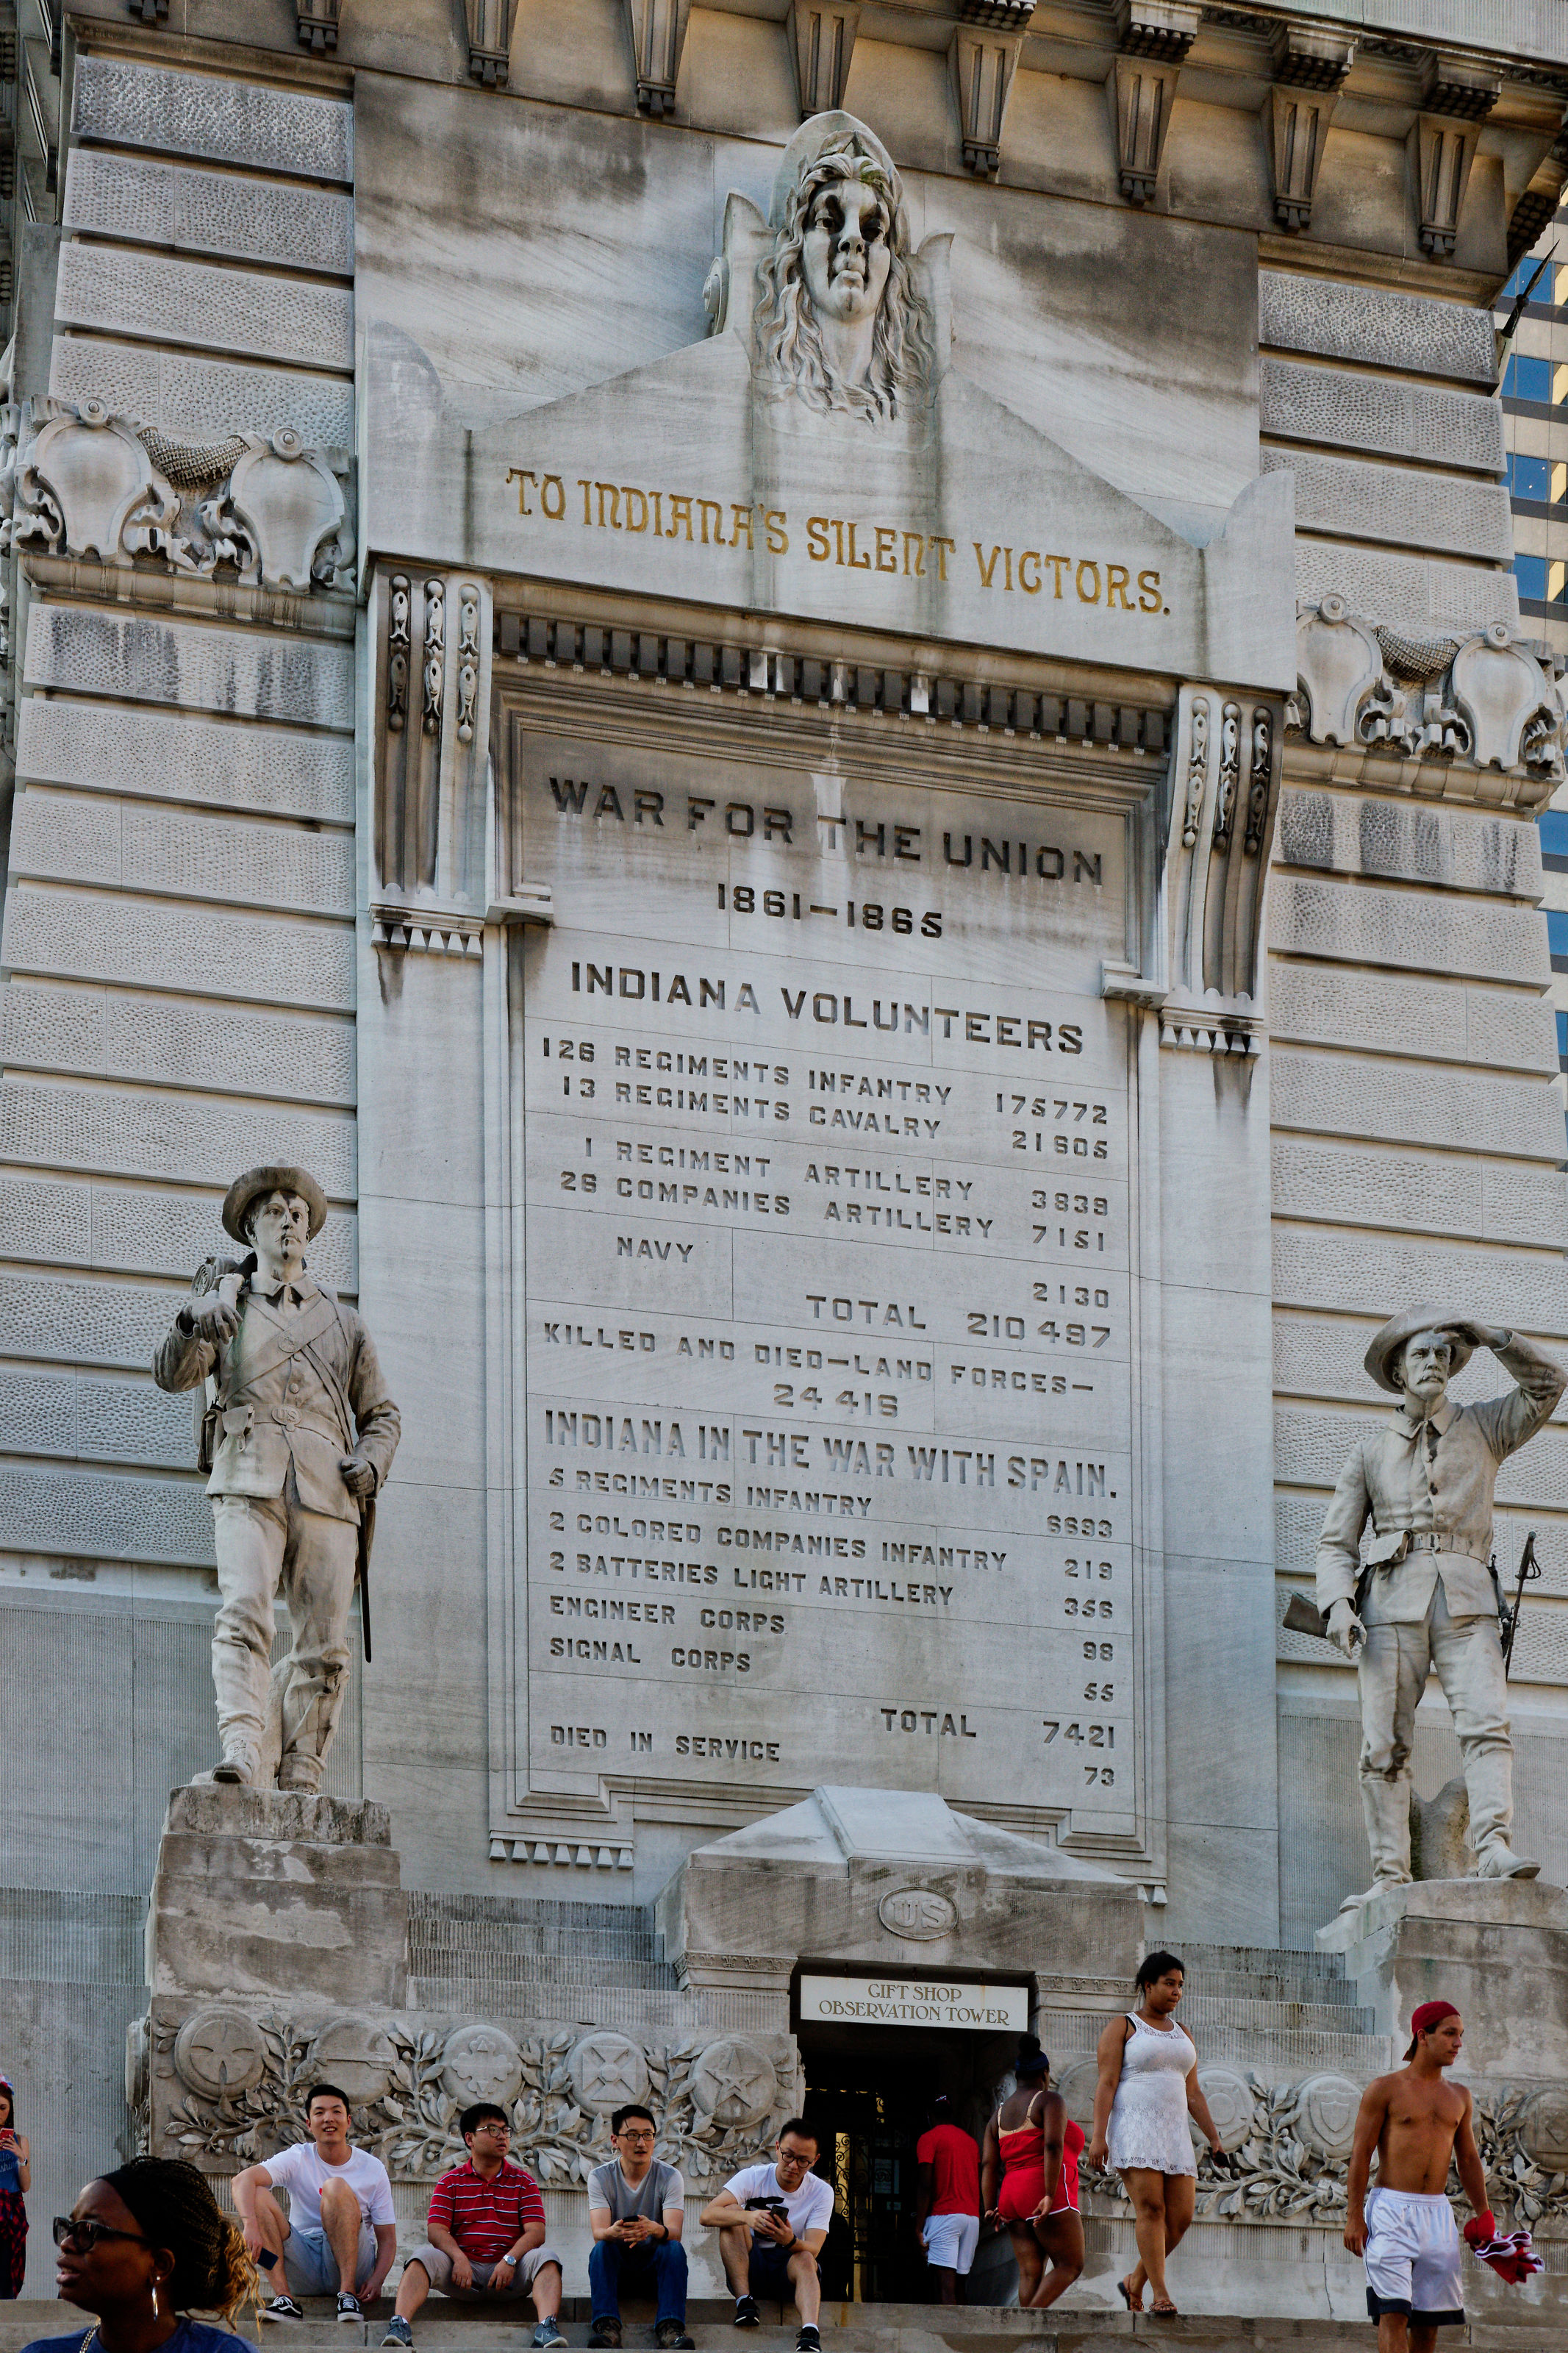 TO INDIANA'S SILENT VICTORS.
WAR FOR THE UNION
1861—1865
INDIANA VOLUNTEERS
126 REGIMENTS INFANTRY 175772
13 REGIMENTS CAVALRY 21605
1 REGIMENT ARTILLERY 3839
26 COMPANIES ARTILLERY 7151
NAVY 2130
TOTAL 210497
KILLED AND DIED—LAND FORCES—
24416
INDIANA IN THE WAR WITH SPAIN.
5 REGIMENTS INFANTRY 6693
2 COLORED COMPANIES INFANTRY 219
2 BATTERIES LIGHT ARTILLERY 356
ENGINEER CORPS 98
SIGNAL CORPS 55
TOTAL 7421
DIED IN SERVICE 73
US
GIFT SHOP
OBSERVATION TOWER